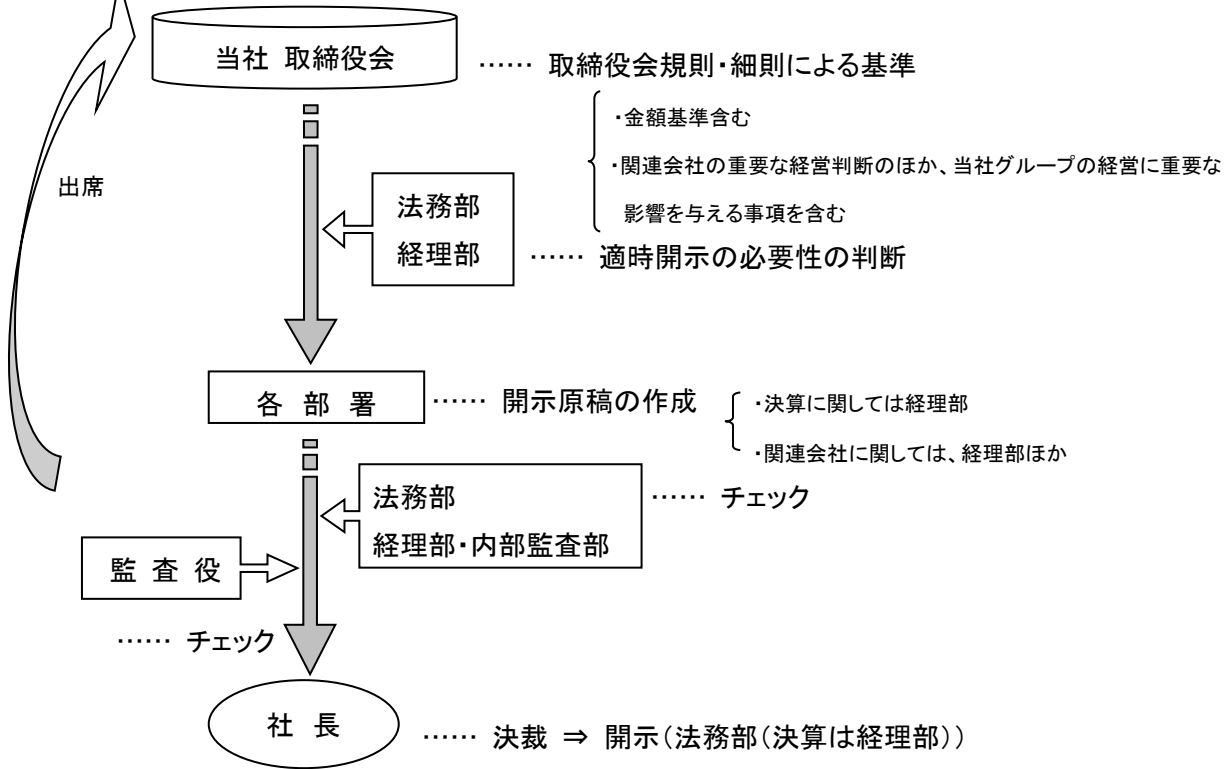 当社 取締役会
…… 取締役会規則・細則による基準
・金額基準含む
・関連会社の重要な経営判断のほか、当社グループの経営に重要な
影響を与える事項を含む
出席
法務部
経理部
…… 適時開示の必要性の判断
各 部 署
…… 開示原稿の作成
・決算に関しては経理部
・関連会社に関しては、経理部ほか
法務部
経理部・内部監査部
…… チェック
監 査 役
…… チェック
社 長
…… 決裁 ⇒ 開示(法務部(決算は経理部))